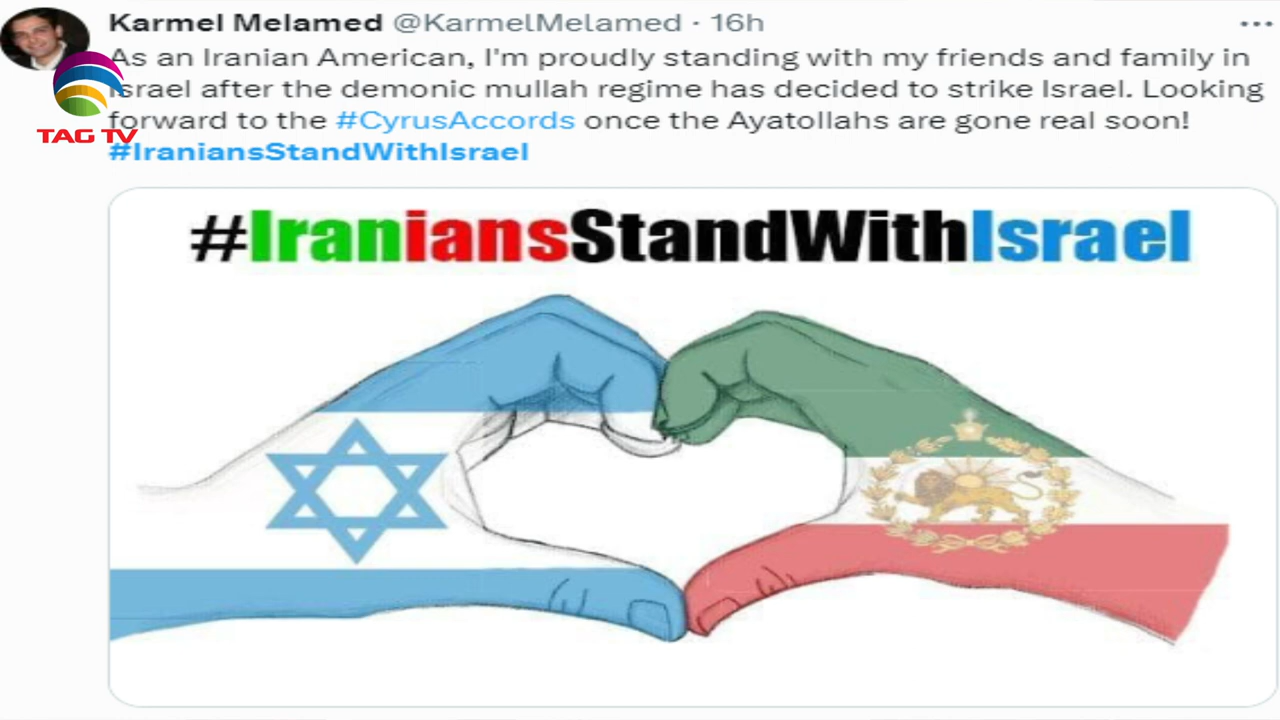 Karmel Melamed @KarmelMelamed · 16h
As an Iranian American, I'm proudly standing with my friends and family in
Israel after the demonic mullah regime has decided to strike Israel. Looking
forward to the #CyrusAccords once the Ayatollahs are gone real soon!
TAG TV
#IraniansStandWithIsrael
#IraniansStandWithIsrael